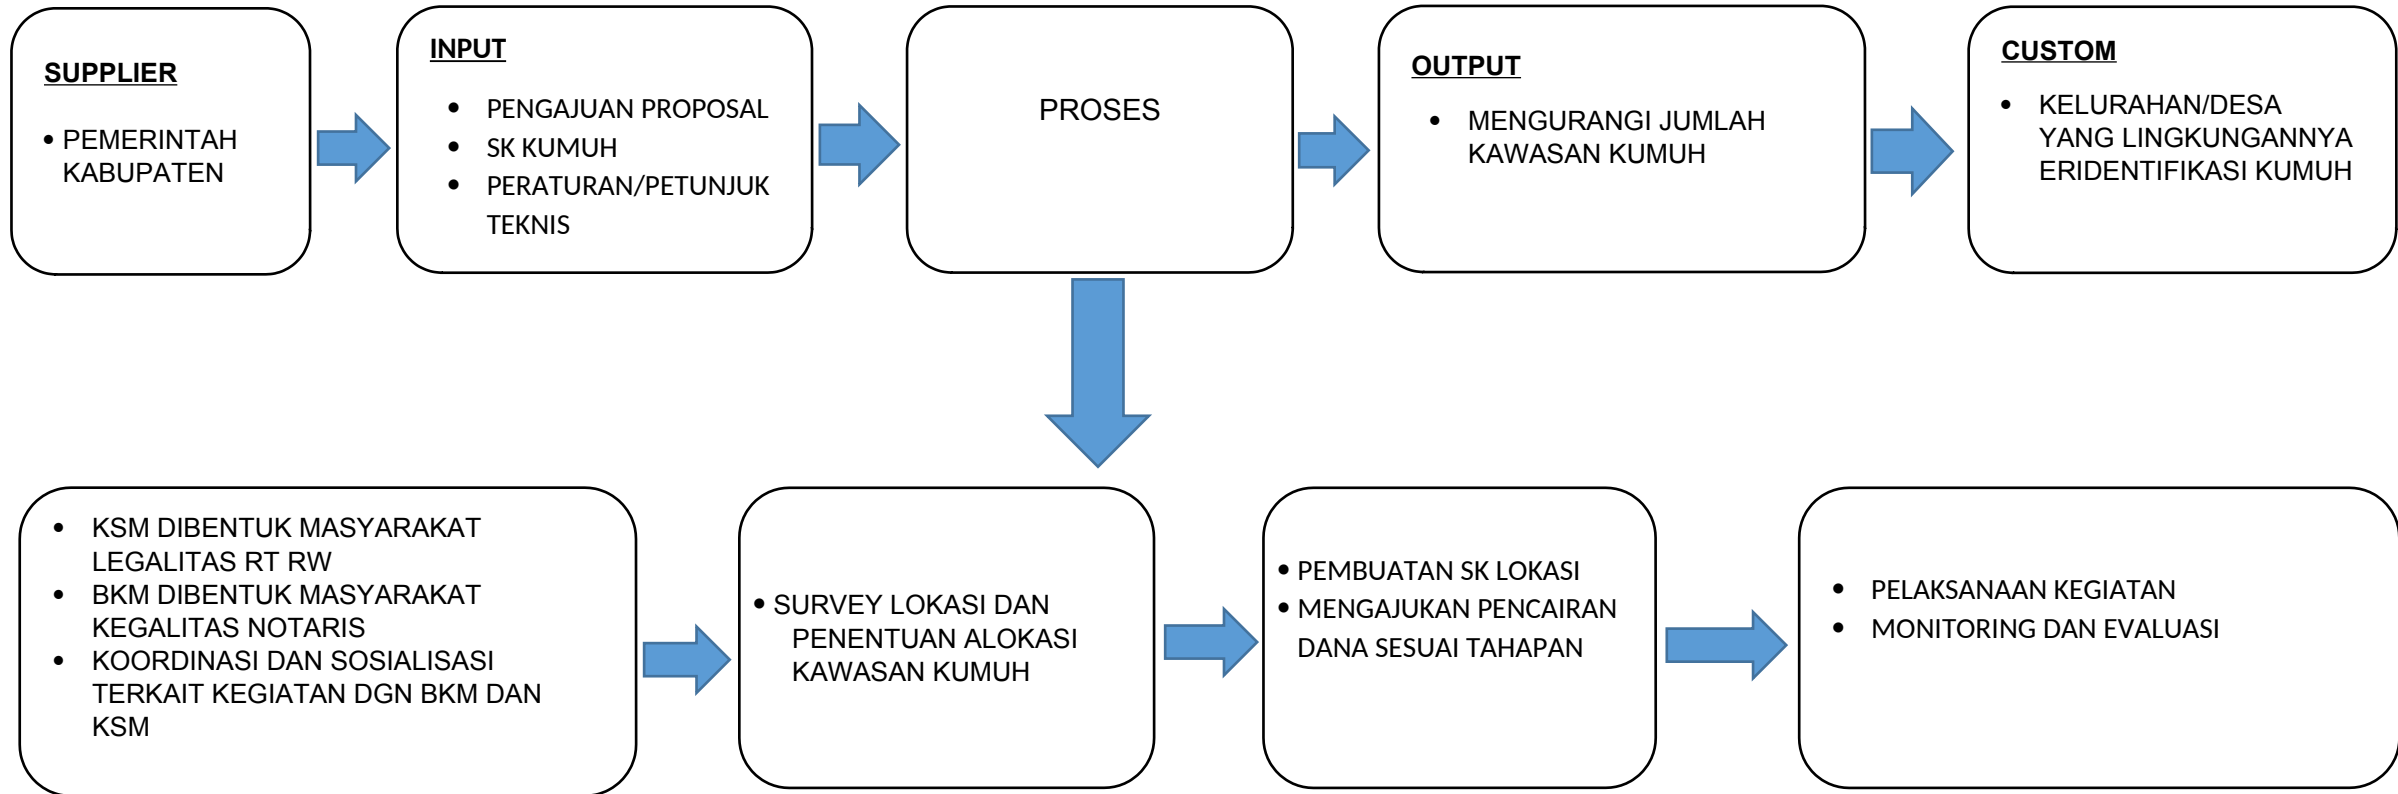 SUPPLIER
• PEMERINTAH
KABUPATEN
INPUT
• PENGAJUAN PROPOSAL
• SK KUMUH
• PERATURAN/PETUNJUK
TEKNIS
PROSES
OUTPUT
• MENGURANGI JUMLAH
KAWASAN KUMUH
CUSTOM
• KELURAHAN/DESA
YANG LINGKUNGANNYA
ERIDENTIFIKASI KUMUH
• KSM DIBENTUK MASYARAKAT
LEGALITAS RT RW
• BKM DIBENTUK MASYARAKAT
KEGALITAS NOTARIS
• KOORDINASI DAN SOSIALISASI
TERKAIT KEGIATAN DGN BKM DAN
KSM
• SURVEY LOKASI DAN
PENENTUAN ALOKASI
KAWASAN KUMUH
• PEMBUATAN SK LOKASI
• MENGAJUKAN PENCAIRAN
DANA SESUAI TAHAPAN
• PELAKSANAAN KEGIATAN
• MONITORING DAN EVALUASI